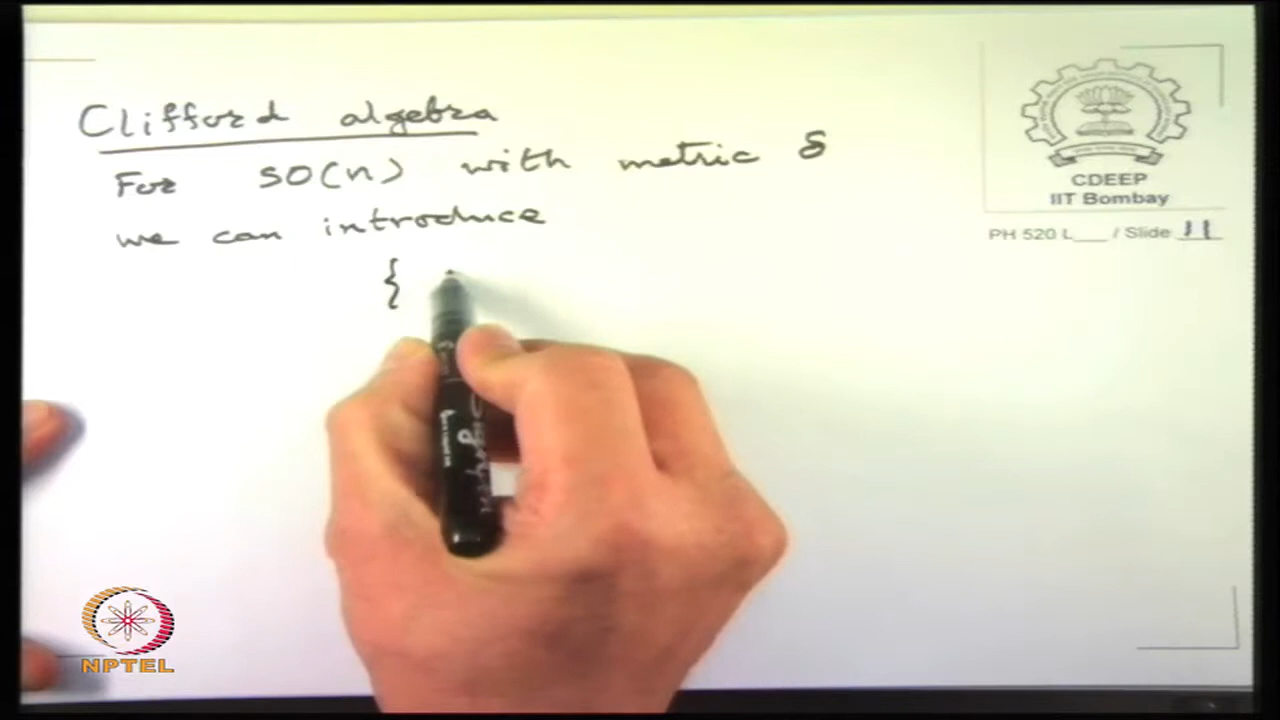 Clifford algebra
For SO(n) with metric δ
we can introduce
{
CDEEP
IIT Bombay
PH 520 L___ / Slide 11
NPTEL